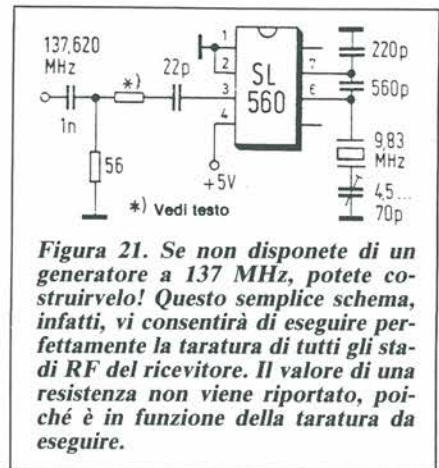 137,620
MHz
1n
56
*)
22p
1
2
3
4
SL
560
7
6
+5V
220p
560p
9,83
MHz
4,5...
70p
*) Vedi testo
Figura 21. Se non disponete di un
generatore a 137 MHz, potete co-
struirvelo! Questo semplice schema,
infatti, vi consentirà di eseguire per-
fettamente la taratura di tutti gli sta-
di RF del ricevitore. Il valore di una
resistenza non viene riportato, poi-
ché è in funzione della taratura da
eseguire.